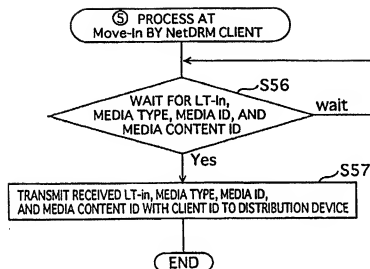 ⑤ PROCESS AT
Move-In BY NetDRM CLIENT
S56
WAIT FOR LT-In,
MEDIA TYPE, MEDIA ID, AND
MEDIA CONTENT ID
wait
Yes
S57
TRANSMIT RECEIVED LT-in, MEDIA TYPE, MEDIA ID,
AND MEDIA CONTENT ID WITH CLIENT ID TO DISTRIBUTION DEVICE
END